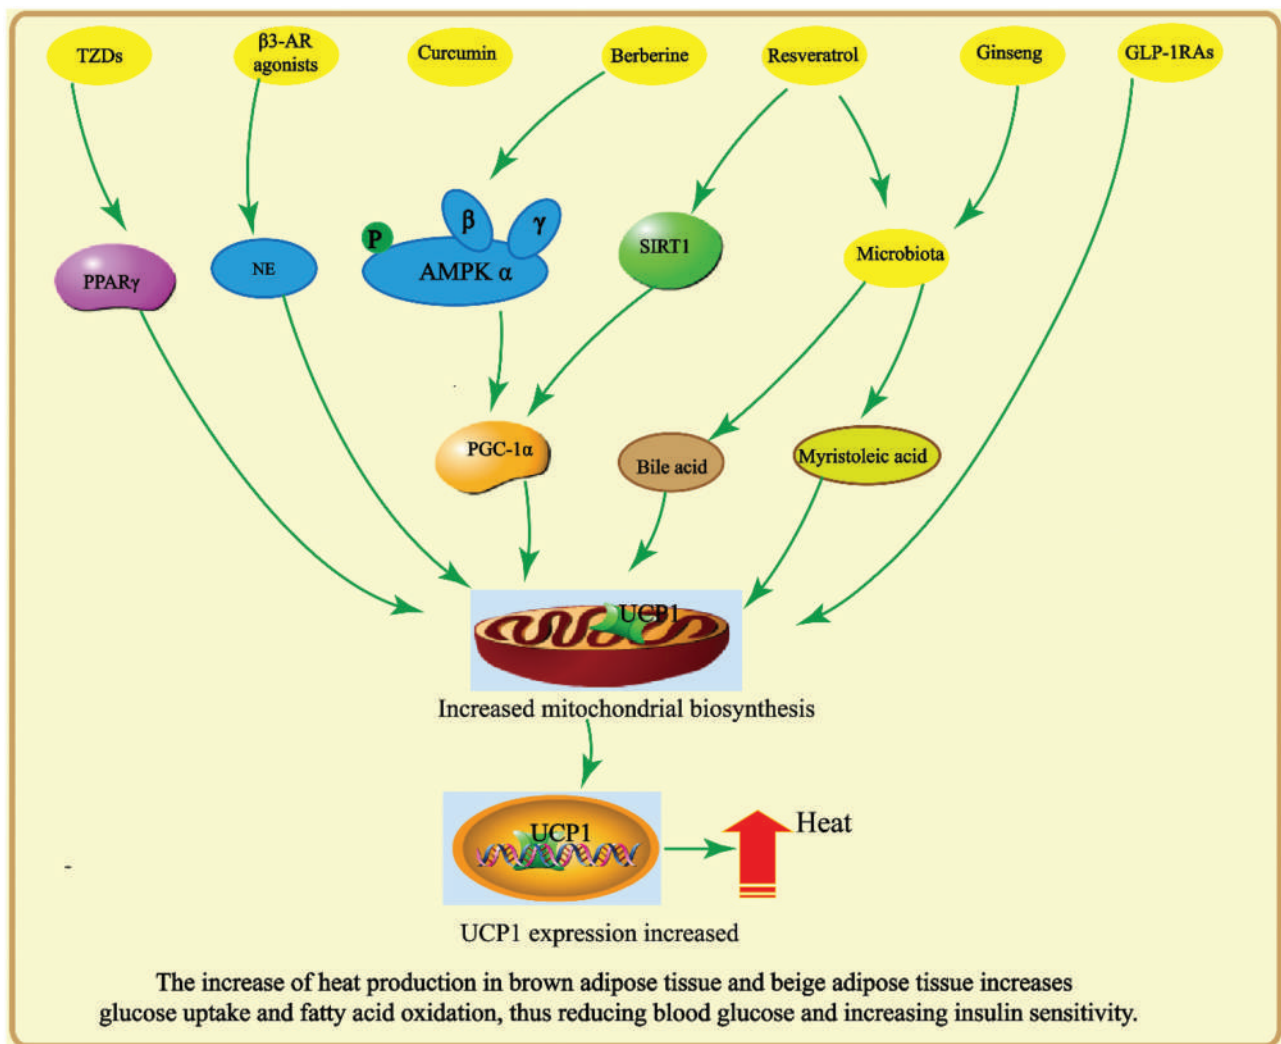 TZDs
β3-AR
agonists
Curcumin
Berberine
Resveratrol
Ginseng
GLP-1RAs
β
γ
P
AMPK α
SIRT1
Microbiota
PPARγ
NE
PGC-1α
Bile acid
Myristoleic acid
UCP1
Increased mitochondrial biosynthesis
UCP1
Heat
UCP1 expression increased
The increase of heat production in brown adipose tissue and beige adipose tissue increases
glucose uptake and fatty acid oxidation, thus reducing blood glucose and increasing insulin sensitivity.